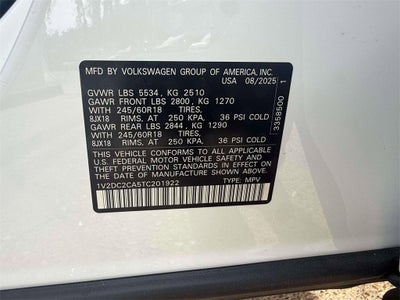 MFD. BY VOLKSWAGEN GROUP OF AMERICA, INC.
08/2025
GVWR LBS 5534 , KG 2510
GAWR FRONT LBS 2800 , KG 1270
WITH 245/60R18 TIRES,
8JX18 RIMS, AT 250 KPA, 36 PSI COLD
GAWR REAR LBS 2844 , KG 1290
WITH 245/60R18 TIRES,
8JX18 RIMS, AT 250 KPA, 36 PSI COLD
THIS VEHICLE CONFORMS TO ALL APPLICABLE
U.S. FEDERAL MOTOR VEHICLE SAFETY AND
THEFT PREVENTION STANDARDS IN EFFECT ON
THE DATE OF MANUFACTURE SHOWN ABOVE.
1V2DC2CA5TC201922 TYPE: MPV
3358500 1